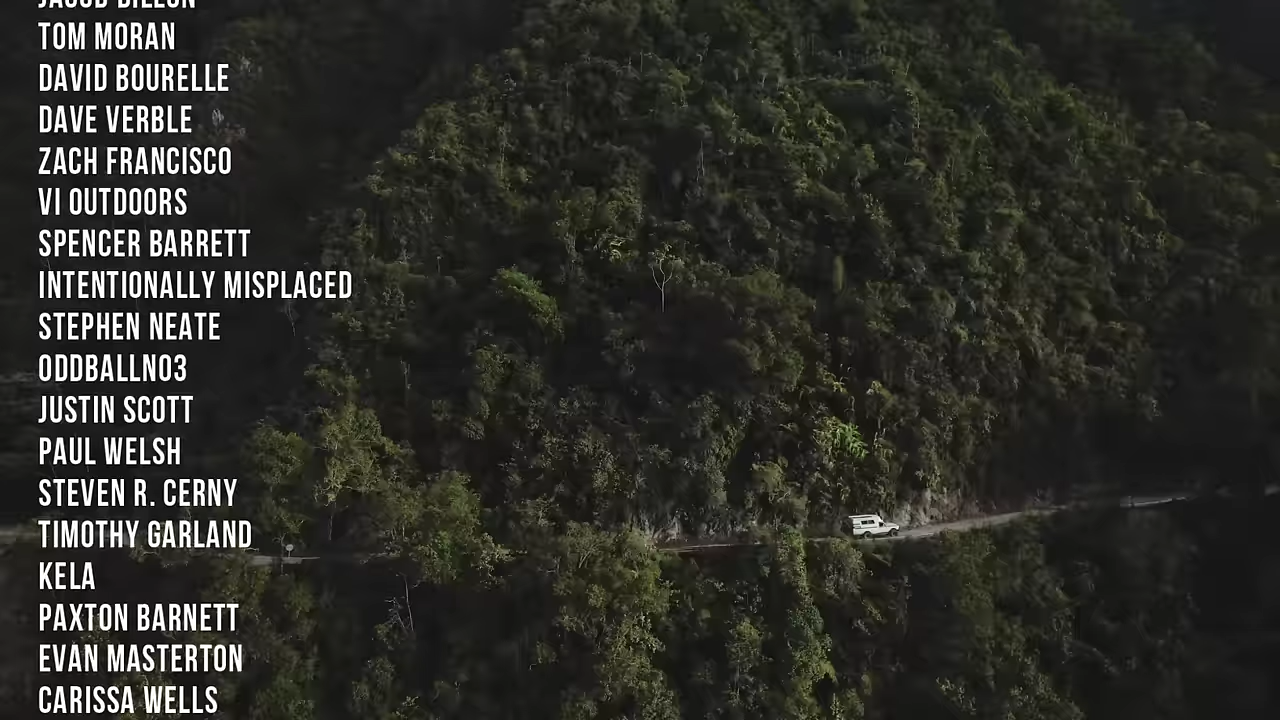 TOM MORAN
DAVID BOURELLE
DAVE VERBLE
ZACH FRANCISCO
VI OUTDOORS
SPENCER BARRETT
INTENTIONALLY MISPLACED
STEPHEN NEATE
ODDBALLNO3
JUSTIN SCOTT
PAUL WELSH
STEVEN R. CERNY
TIMOTHY GARLAND
KELA
PAXTON BARNETT
EVAN MASTERTON
CARISSA WELLS